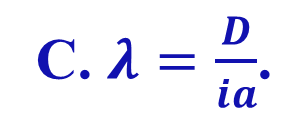 C. λ = D/ia.